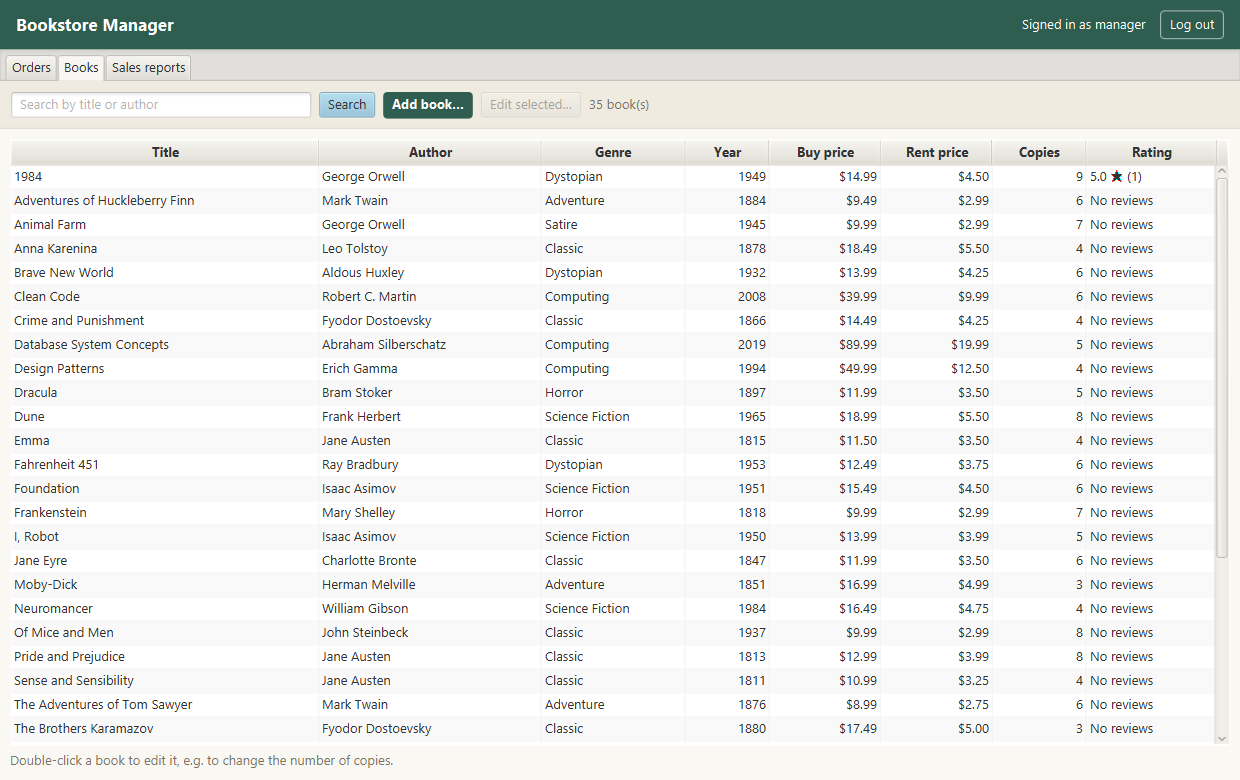 Bookstore Manager
Signed in as manager
Log out
Orders Books Sales reports
Search by title or author Search Add book... Edit selected... 35 book(s)
Title Author Genre Year Buy price Rent price Copies Rating
1984 George Orwell Dystopian 1949 $14.99 $4.50 9 5.0 ★ (1)
Adventures of Huckleberry Finn Mark Twain Adventure 1884 $9.49 $2.99 6 No reviews
Animal Farm George Orwell Satire 1945 $9.99 $2.99 7 No reviews
Anna Karenina Leo Tolstoy Classic 1878 $18.49 $5.50 4 No reviews
Brave New World Aldous Huxley Dystopian 1932 $13.99 $4.25 6 No reviews
Clean Code Robert C. Martin Computing 2008 $39.99 $9.99 6 No reviews
Crime and Punishment Fyodor Dostoevsky Classic 1866 $14.49 $4.25 4 No reviews
Database System Concepts Abraham Silberschatz Computing 2019 $89.99 $19.99 5 No reviews
Design Patterns Erich Gamma Computing 1994 $49.99 $12.50 4 No reviews
Dracula Bram Stoker Horror 1897 $11.99 $3.50 5 No reviews
Dune Frank Herbert Science Fiction 1965 $18.99 $5.50 8 No reviews
Emma Jane Austen Classic 1815 $11.50 $3.50 4 No reviews
Fahrenheit 451 Ray Bradbury Dystopian 1953 $12.49 $3.75 6 No reviews
Foundation Isaac Asimov Science Fiction 1951 $15.49 $4.50 6 No reviews
Frankenstein Mary Shelley Horror 1818 $9.99 $2.99 7 No reviews
I, Robot Isaac Asimov Science Fiction 1950 $13.99 $3.99 5 No reviews
Jane Eyre Charlotte Bronte Classic 1847 $11.99 $3.50 6 No reviews
Moby-Dick Herman Melville Adventure 1851 $16.99 $4.99 3 No reviews
Neuromancer William Gibson Science Fiction 1984 $16.49 $4.75 4 No reviews
Of Mice and Men John Steinbeck Classic 1937 $9.99 $2.99 8 No reviews
Pride and Prejudice Jane Austen Classic 1813 $12.99 $3.99 8 No reviews
Sense and Sensibility Jane Austen Classic 1811 $10.99 $3.25 4 No reviews
The Adventures of Tom Sawyer Mark Twain Adventure 1876 $8.99 $2.75 6 No reviews
The Brothers Karamazov Fyodor Dostoevsky Classic 1880 $17.49 $5.00 3 No reviews
Double-click a book to edit it, e.g. to change the number of copies.